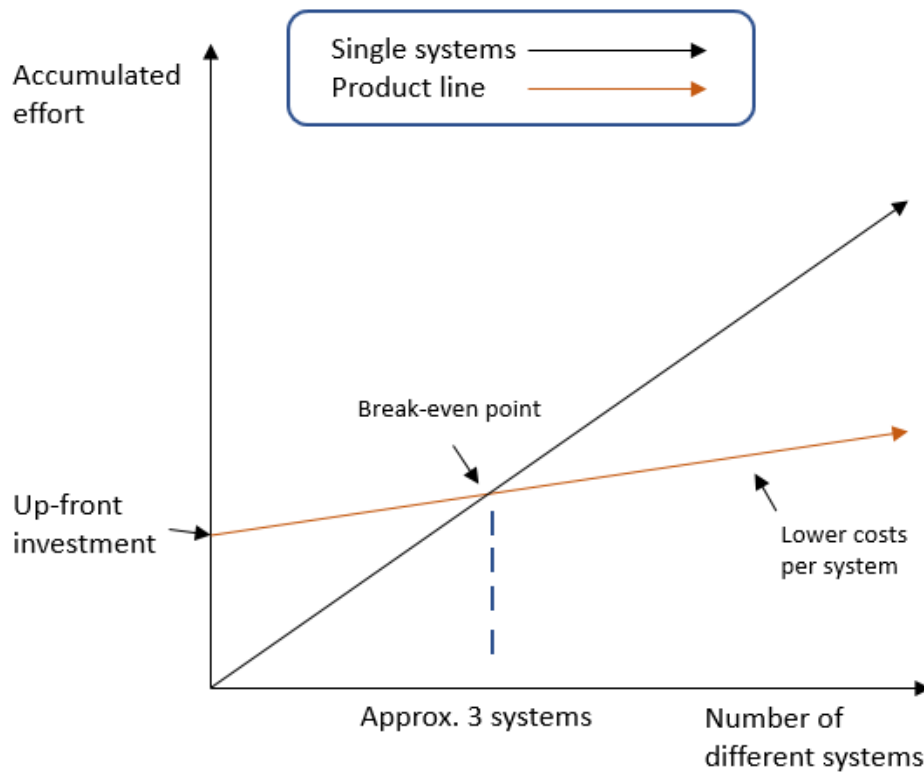 Single systems
Product line
Accumulated
effort
Break-even point
Up-front
investment
Lower costs
per system
Approx. 3 systems
Number of
different systems